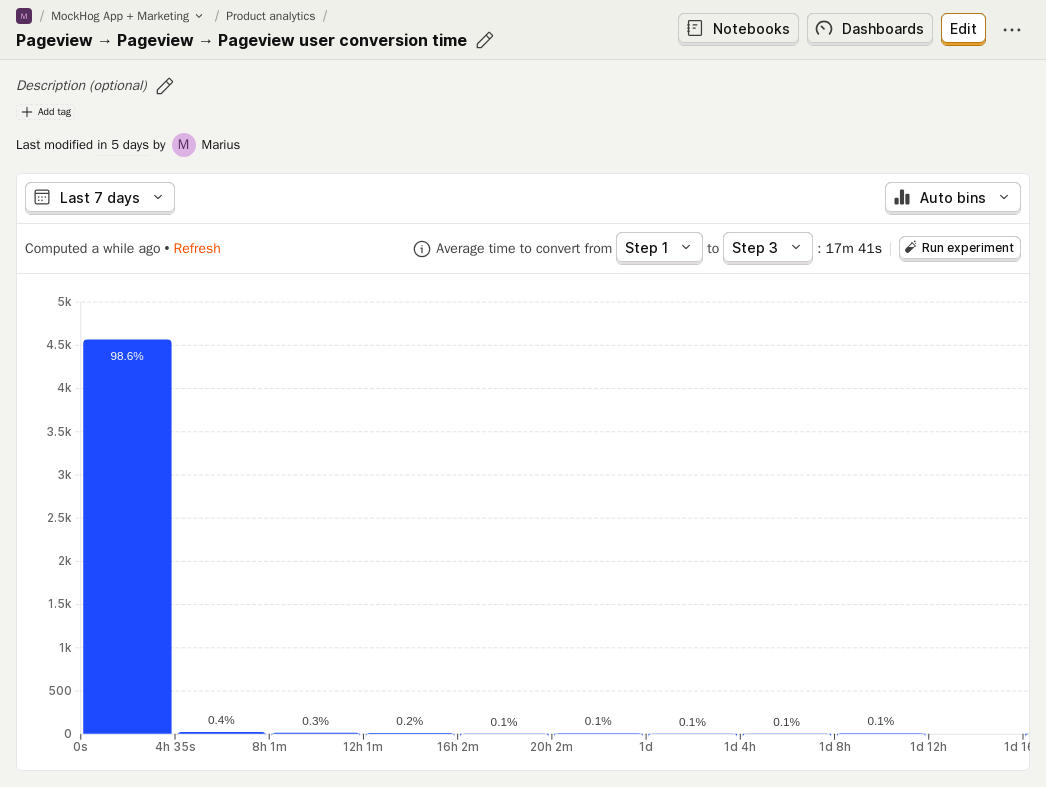 M / MockHog App + Marketing / Product analytics /
Pageview → Pageview → Pageview user conversion time
Notebooks Dashboards Edit
Description (optional)
Add tag
Last modified in 5 days by M Marius
Last 7 days Auto bins
Computed a while ago • Refresh Average time to convert from Step 1 to Step 3 : 17m 41s Run experiment
5k
4.5k
98.6%
4k
3.5k
3k
2.5k
2k
1.5k
1k
500
0.4% 0.3% 0.2% 0.1% 0.1% 0.1% 0.1% 0.1%
0
0s 4h 35s 8h 1m 12h 1m 16h 2m 20h 2m 1d 1d 4h 1d 8h 1d 12h 1d